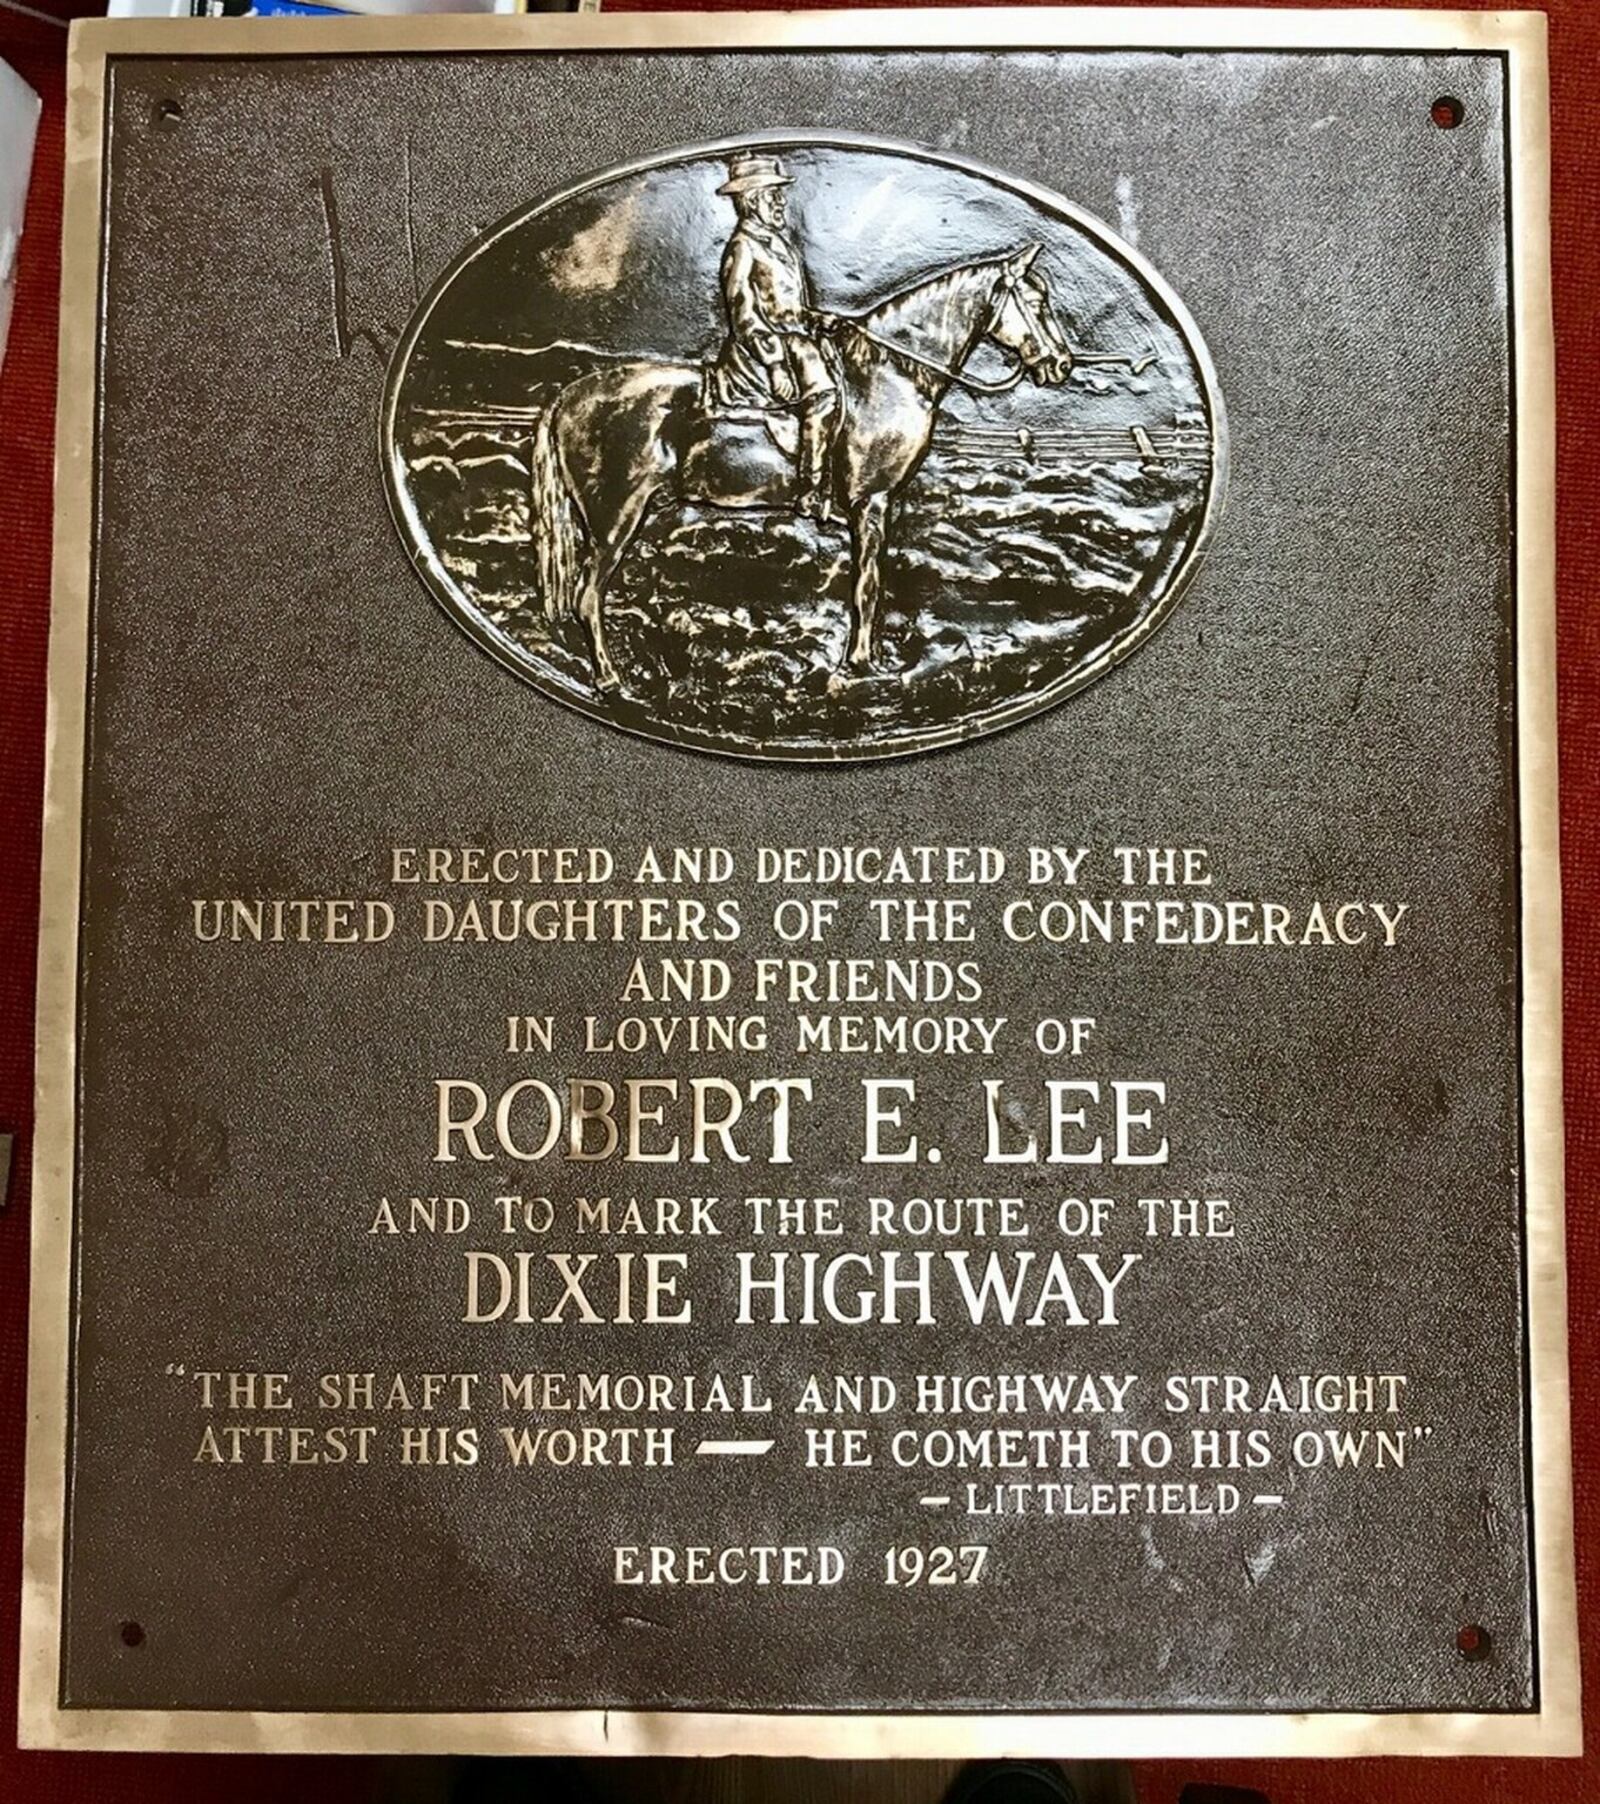 ERECTED AND DEDICATED BY THE
UNITED DAUGHTERS OF THE CONFEDERACY
AND FRIENDS
IN LOVING MEMORY OF
ROBERT E. LEE
AND TO MARK THE ROUTE OF THE
DIXIE HIGHWAY
"THE SHAFT MEMORIAL AND HIGHWAY STRAIGHT
ATTEST HIS WORTH — HE COMETH TO HIS OWN"
– LITTLEFIELD –
ERECTED 1927